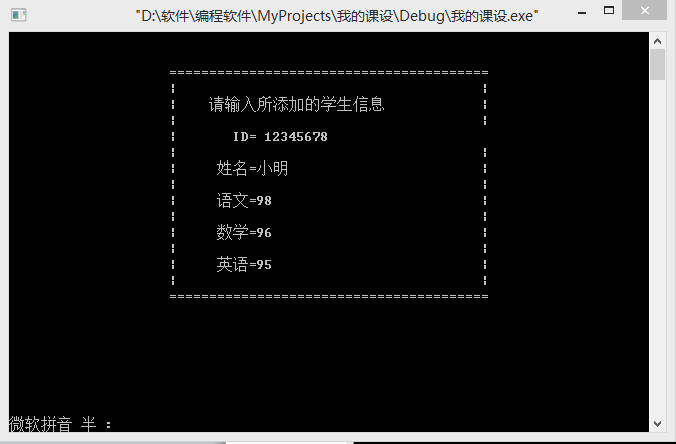 "D:\软件\编程软件\MyProjects\我的课设\Debug\我的课设.exe"
========================================
请输入所添加的学生信息
ID= 12345678
姓名=小明
语文=98
数学=96
英语=95
========================================
微软拼音 半 :